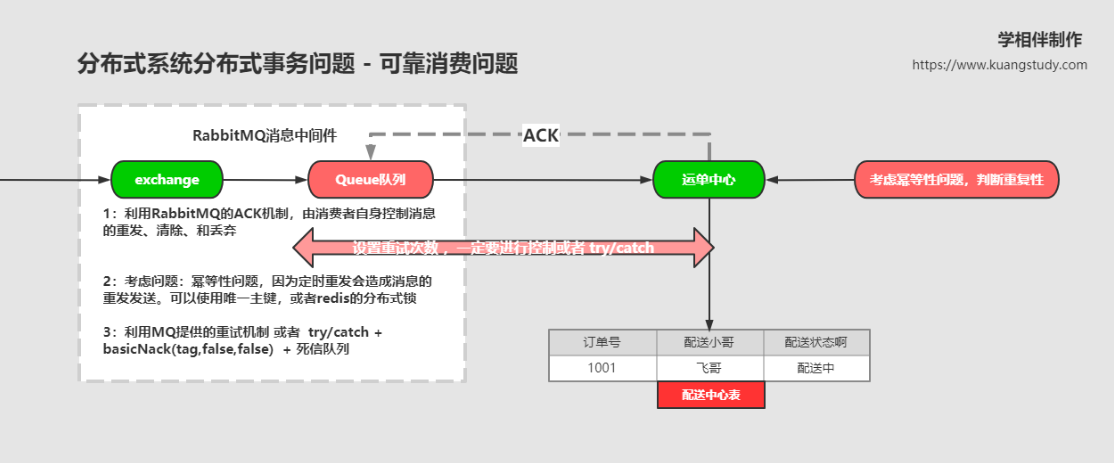 学相伴制作
https://www.kuangstudy.com
分布式系统分布式事务问题 - 可靠消费问题
RabbitMQ消息中间件
ACK
exchange
Queue队列
运单中心
考虑幂等性问题，判断重复性
1：利用RabbitMQ的ACK机制，由消费者自身控制消息
的重发、清除、和丢弃
设置重试次数 ，一定要进行控制或者 try/catch
2：考虑问题：幂等性问题，因为定时重发会造成消息的
重发发送。可以使用唯一主键，或者redis的分布式锁
3：利用MQ提供的重试机制 或者 try/catch +
basicNack(tag,false,false) + 死信队列
订单号 配送小哥 配送状态啊
1001 飞哥 配送中
配送中心表